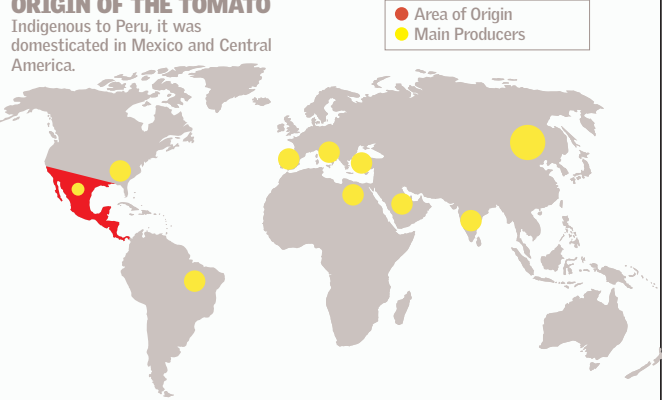 ORIGIN OF THE TOMATO
Indigenous to Peru, it was
domesticated in Mexico and Central
America.
Area of Origin
Main Producers